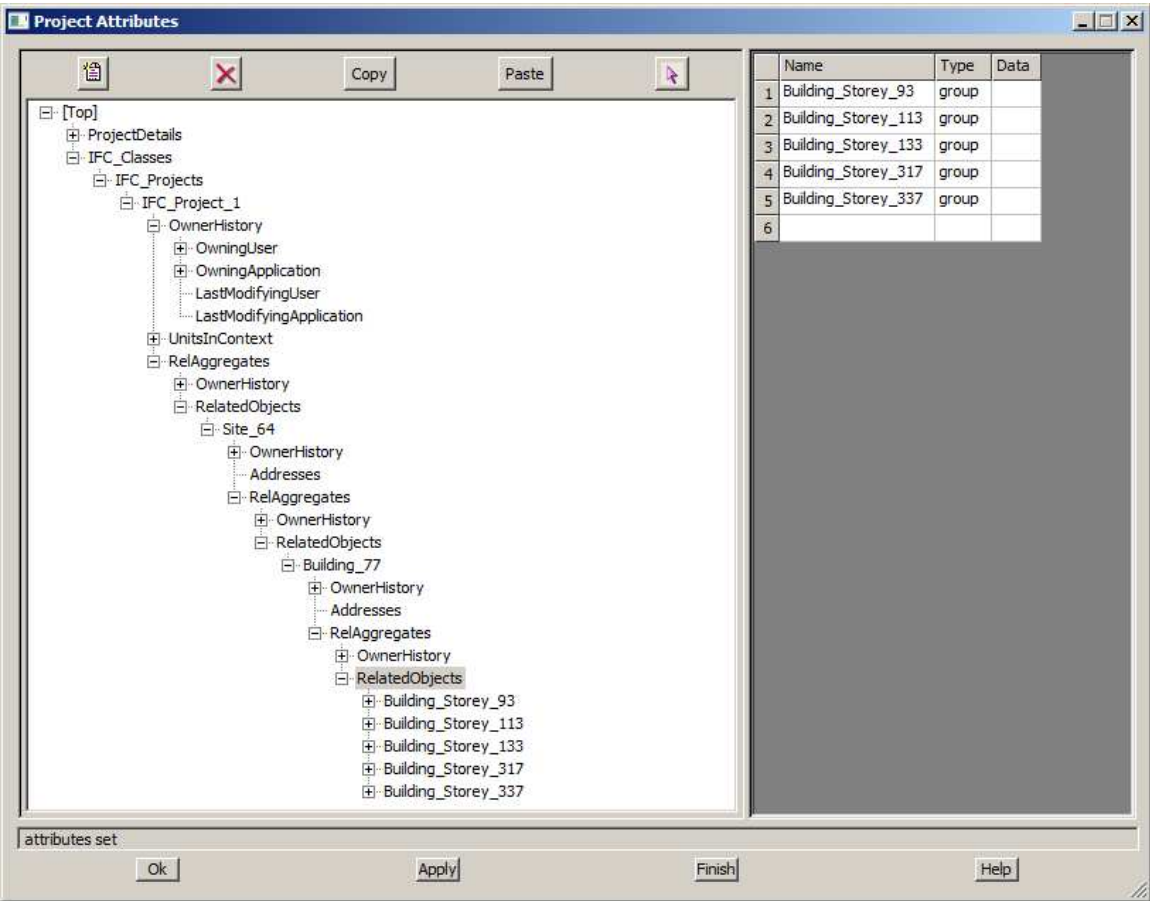 Project Attributes
Copy Paste
[Top]
ProjectDetails
IFC_Classes
IFC_Projects
IFC_Project_1
OwnerHistory
OwningUser
OwningApplication
LastModifyingUser
LastModifyingApplication
UnitsInContext
RelAggregates
OwnerHistory
RelatedObjects
Site_64
OwnerHistory
Addresses
RelAggregates
OwnerHistory
RelatedObjects
Building_77
OwnerHistory
Addresses
RelAggregates
OwnerHistory
RelatedObjects
Building_Storey_93
Building_Storey_113
Building_Storey_133
Building_Storey_317
Building_Storey_337
Name Type Data
1 Building_Storey_93 group
2 Building_Storey_113 group
3 Building_Storey_133 group
4 Building_Storey_317 group
5 Building_Storey_337 group
6
attributes set
Ok Apply Finish Help